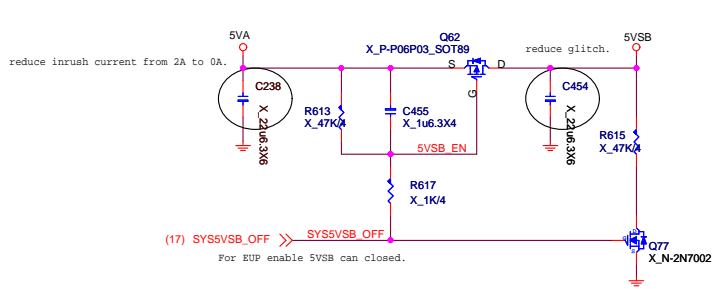 5VA
Q62
X_P-P06P03_SOT89
5VSB
reduce inrush current from 2A to 0A.
reduce glitch.
S
D
G
C238
X_22u6.3X6
R613
X_47K/4
C455
X_1u6.3X4
C454
X_22u6.3X6
R615
X_47K/4
5VSB_EN
R617
X_1K/4
(17) SYS5VSB_OFF
SYS5VSB_OFF
Q77
X_N-2N7002
For EUP enable 5VSB can closed.